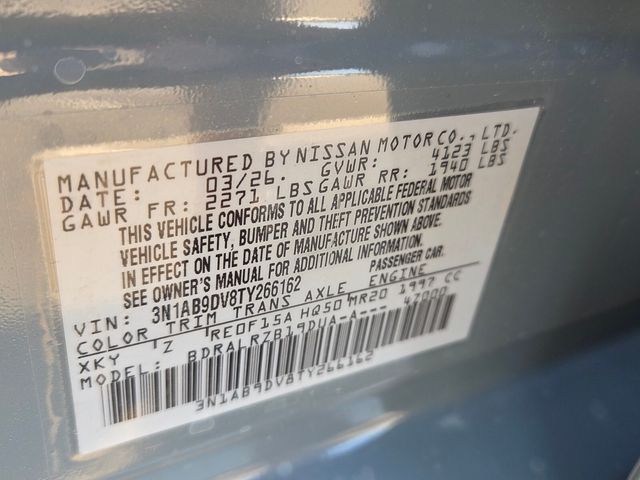 MANUFACTURED BY NISSAN MOTOR CO., LTD.
DATE: 03/26. GVWR: 4123 LBS
GAWR FR: 2271 LBS GAWR RR: 1940 LBS
THIS VEHICLE CONFORMS TO ALL APPLICABLE FEDERAL MOTOR
VEHICLE SAFETY, BUMPER AND THEFT PREVENTION STANDARDS
IN EFFECT ON THE DATE OF MANUFACTURE SHOWN ABOVE.
SEE OWNER'S MANUAL FOR ADDITIONAL INFORMATION.
VIN: 3N1AB9DV8TY266162 PASSENGER CAR.
COLOR TRIM TRANS AXLE ENGINE
XKY Z RE0F15A HQ50 MR20 1997 CC
MODEL: BDRALRZB19DUA-A--- 47000
3N1AB9DV8TY266162